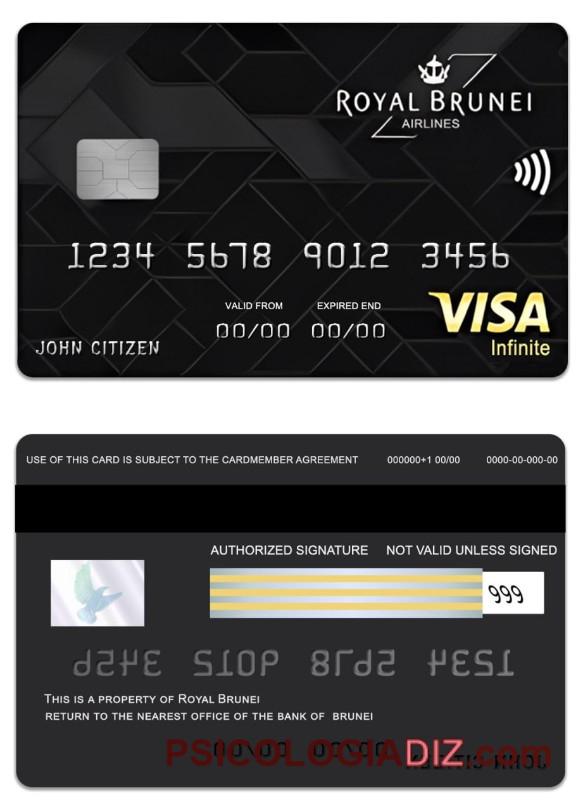 ROYAL BRUNEI
AIRLINES
1234 5678 9012 3456
VALID FROM EXPIRED END
00/00 00/00
JOHN CITIZEN
VISA
Infinite
USE OF THIS CARD IS SUBJECT TO THE CARDMEMBER AGREEMENT 000000+1 00/00 0000-00-000-00
AUTHORIZED SIGNATURE NOT VALID UNLESS SIGNED
999
THIS IS A PROPERTY OF ROYAL BRUNEI
RETURN TO THE NEAREST OFFICE OF THE BANK OF BRUNEI
PSICOLOGIADIZ.com